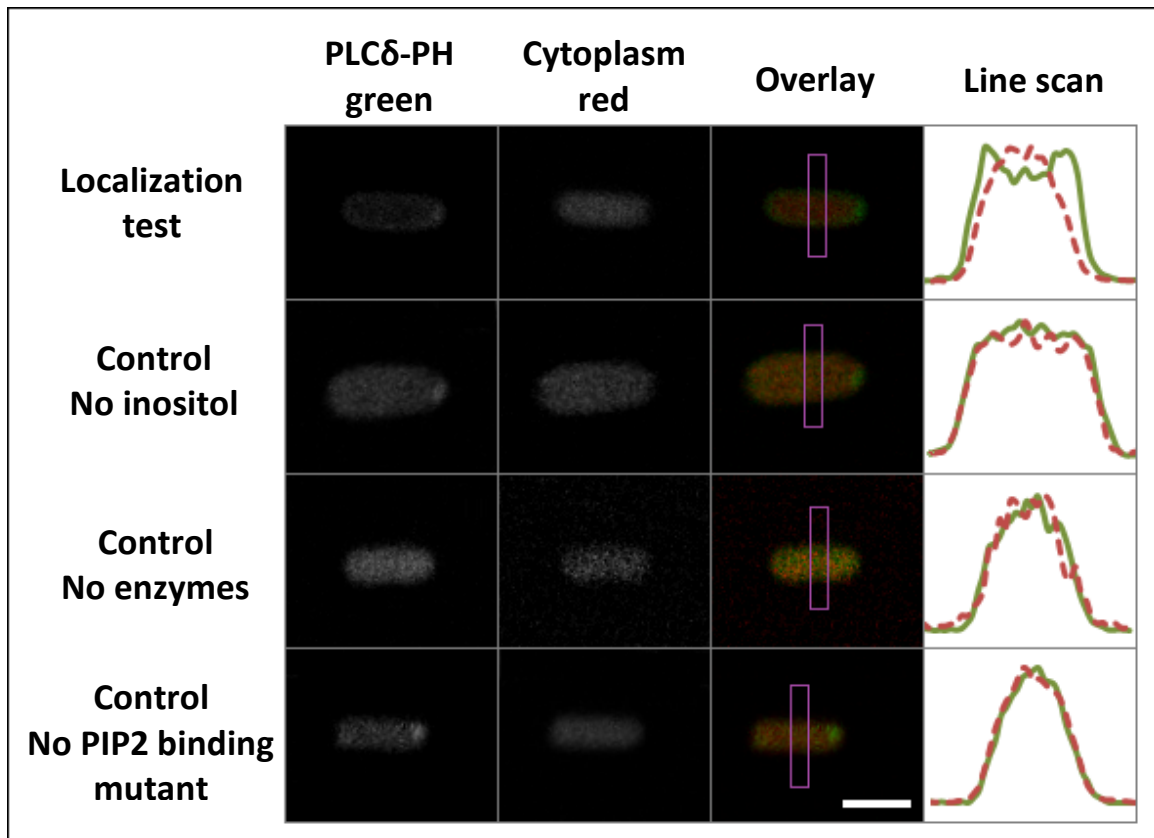 PLCδ-PH
green
Cytoplasm
red
Overlay
Line scan
Localization
test
Control
No inositol
Control
No enzymes
Control
No PIP2 binding
mutant